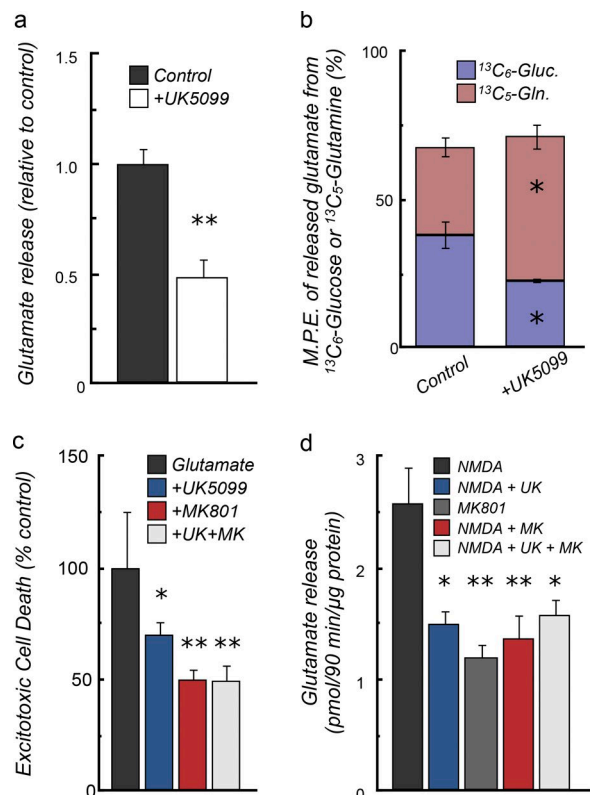 a
Glutamate release (relative to control)
1.5
1.0
0.5
0
Control
+UK5099
**
b
M.P.E. of released glutamate from
¹³C₆-Glucose or ¹³C₅-Glutamine (%)
100
50
0
¹³C₆-Gluc.
¹³C₅-Gln.
*
*
Control
+UK5099
c
Excitotoxic Cell Death (% control)
150
100
50
0
Glutamate
+UK5099
+MK801
+UK+MK
* ** **
d
Glutamate release
(pmol/90 min/µg protein)
3
2
1
0
NMDA
NMDA + UK
MK801
NMDA + MK
NMDA + UK + MK
* ** ** *